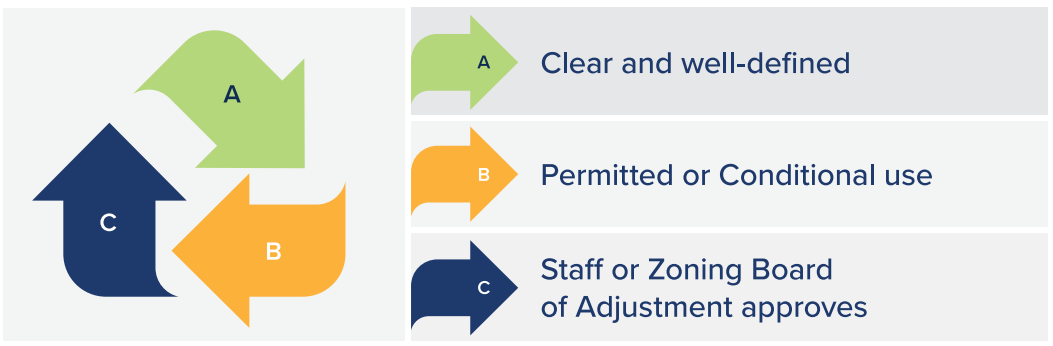 A
B
C
A Clear and well-defined
B Permitted or Conditional use
C Staff or Zoning Board
of Adjustment approves